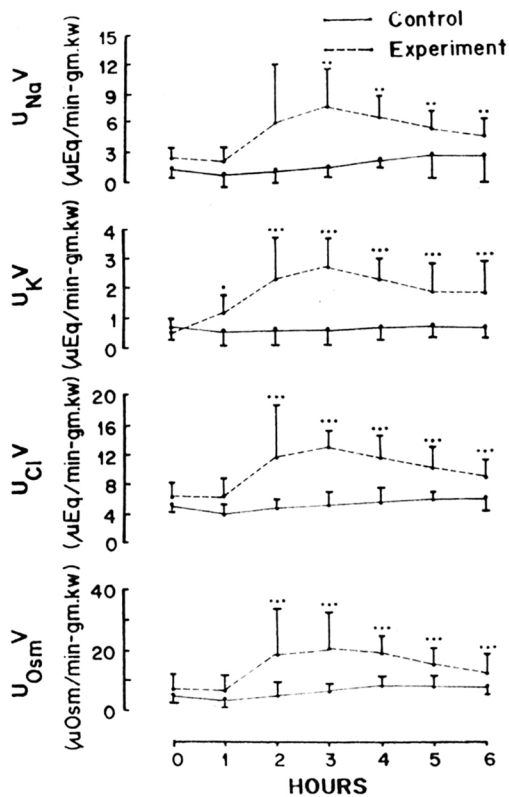 Control
Experiment
UNaV
(μEq/min-gm.kw)
15
12
9
6
3
0
UKV
(μEq/min-gm.kw)
4
3
2
1
0
UClV
(μEq/min-gm.kw)
20
16
12
8
4
0
UOsmV
(μOsm/min-gm.kw)
40
20
0
0 1 2 3 4 5 6
HOURS